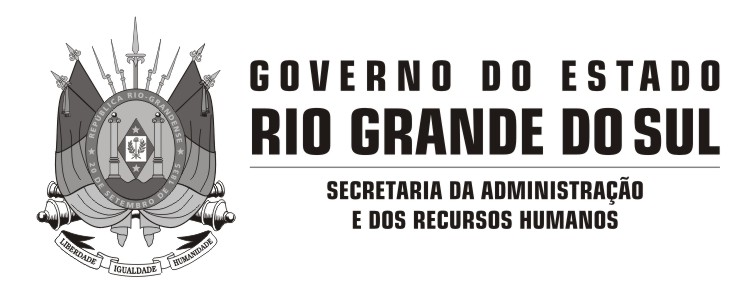 REPÚBLICA RIO-GRANDENSE
★ 20 DE SETEMBRO DE 1835 ★
LIBERDADE IGUALDADE HUMANIDADE
GOVERNO DO ESTADO
RIO GRANDE DO SUL
SECRETARIA DA ADMINISTRAÇÃO
E DOS RECURSOS HUMANOS